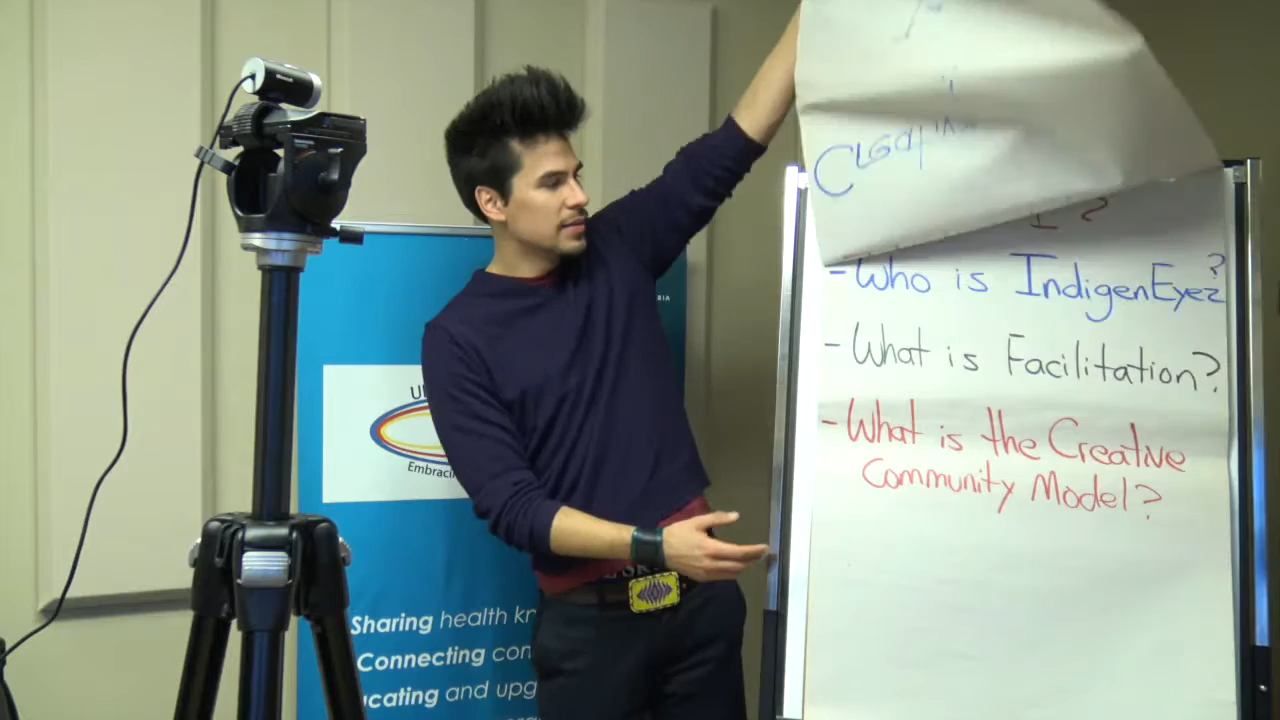 - Who is IndigenEyez?
- What is Facilitation?
- What is the Creative
Community Model?
Embracin
Sharing health kn
Connecting con
ucating and upg